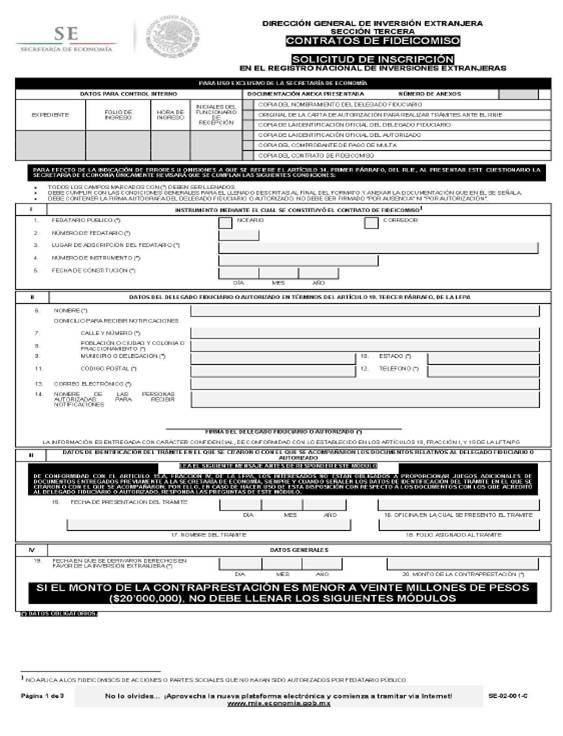 SE
SECRETARÍA DE ECONOMÍA
DIRECCIÓN GENERAL DE INVERSIÓN EXTRANJERA
SECCIÓN TERCERA
CONTRATOS DE FIDEICOMISO
SOLICITUD DE INSCRIPCIÓN
EN EL REGISTRO NACIONAL DE INVERSIONES EXTRANJERAS
PARA USO EXCLUSIVO DE LA SECRETARÍA DE ECONOMÍA
DATOS PARA CONTROL INTERNO
DOCUMENTACIÓN ANEXA PRESENTADA
NÚMERO DE ANEXOS
EXPEDIENTE
FOLIO DE INGRESO
HORA DE INGRESO
INICIALES DEL FUNCIONARIO DE RECEPCIÓN
COPIA DEL NOMBRAMIENTO DEL DELEGADO FIDUCIARIO
ORIGINAL DE LA CARTA DE AUTORIZACIÓN PARA REALIZAR TRÁMITES ANTE EL RNIE
COPIA DE LA IDENTIFICACIÓN OFICIAL DEL DELEGADO FIDUCIARIO
COPIA DE LA IDENTIFICACIÓN OFICIAL DEL AUTORIZADO
COPIA DEL COMPROBANTE DE PAGO DE MULTA
COPIA DEL CONTRATO DE FIDEICOMISO
PARA EFECTO DE LA INDICACIÓN DE ERRORES U OMISIONES A QUE SE REFIERE EL ARTÍCULO 34, PRIMER PÁRRAFO, DEL RLIE, AL PRESENTAR ESTE CUESTIONARIO LA
SECRETARÍA DE ECONOMÍA ÚNICAMENTE REVISARÁ QUE SE CUMPLAN LAS SIGUIENTES CONDICIONES:
• TODOS LOS CAMPOS MARCADOS CON (*) DEBEN SER LLENADOS.
• DEBE CUMPLIR CON LAS CONDICIONES GENERALES PARA EL LLENADO DESCRITAS AL FINAL DEL FORMATO Y ANEXAR LA DOCUMENTACIÓN QUE EN ÉL SE SEÑALA.
• DEBE CONTENER LA FIRMA AUTÓGRAFA DEL DELEGADO FIDUCIARIO O AUTORIZADO. NO DEBE SER FIRMADO "POR AUSENCIA" NI "POR AUTORIZACIÓN".
I INSTRUMENTO MEDIANTE EL CUAL SE CONSTITUYÓ EL CONTRATO DE FIDEICOMISO1
1. FEDATARIO PÚBLICO (*) NOTARIO CORREDOR
2. NÚMERO DE FEDATARIO (*)
3. LUGAR DE ADSCRIPCIÓN DEL FEDATARIO (*)
4. NÚMERO DE INSTRUMENTO (*)
5. FECHA DE CONSTITUCIÓN (*)
DÍA MES AÑO
II DATOS DEL DELEGADO FIDUCIARIO O AUTORIZADO EN TÉRMINOS DEL ARTÍCULO 19, TERCER PÁRRAFO, DE LA LFPA
6. NOMBRE (*)
DOMICILIO PARA RECIBIR NOTIFICACIONES
7. CALLE Y NÚMERO (*)
8. POBLACIÓN O CIUDAD Y COLONIA O
FRACCIONAMIENTO (*)
9. MUNICIPIO O DELEGACIÓN (*) 10. ESTADO (*)
11. CÓDIGO POSTAL (*) 12. TELÉFONO (*)
13. CORREO ELECTRÓNICO (*)
14. NOMBRE DE LAS PERSONAS
AUTORIZADAS PARA RECIBIR
NOTIFICACIONES
FIRMA DEL DELEGADO FIDUCIARIO O AUTORIZADO (*)
LA INFORMACIÓN ES ENTREGADA CON CARÁCTER CONFIDENCIAL, DE CONFORMIDAD CON LO ESTABLECIDO EN LOS ARTÍCULOS 18, FRACCIÓN I, Y 19 DE LA LFTAIPG
III DATOS DE IDENTIFICACIÓN DEL TRÁMITE EN EL QUE SE CITARON O CON EL QUE SE ACOMPAÑARON LOS DOCUMENTOS RELATIVOS AL DELEGADO FIDUCIARIO O
AUTORIZADO
LEA EL SIGUIENTE MENSAJE ANTES DE RESPONDER ESTE MÓDULO
DE CONFORMIDAD CON EL ARTÍCULO 15 A, FRACCIÓN IV, DE LA LFPA, LOS INTERESADOS NO ESTÁN OBLIGADOS A PROPORCIONAR JUEGOS ADICIONALES DE
DOCUMENTOS ENTREGADOS PREVIAMENTE A LA SECRETARÍA DE ECONOMÍA, SIEMPRE Y CUANDO SEÑALEN LOS DATOS DE IDENTIFICACIÓN DEL TRÁMITE EN EL QUE SE
CITARON O CON EL QUE SE ACOMPAÑARON; POR ELLO, EN CASO DE HACER USO DE ESTA DISPOSICIÓN CON RESPECTO A LOS DOCUMENTOS CON LOS QUE ACREDITÓ
AL DELEGADO FIDUCIARIO O AUTORIZADO, RESPONDA LAS PREGUNTAS DE ESTE MÓDULO.
15. FECHA DE PRESENTACIÓN DEL TRÁMITE
DÍA MES AÑO 16. OFICINA EN LA QUE SE PRESENTÓ EL TRÁMITE
17. NOMBRE DEL TRÁMITE 18. FOLIO ASIGNADO AL TRÁMITE
IV DATOS GENERALES
19. FECHA EN QUE SE DERIVARON DERECHOS EN
FAVOR DE LA INVERSIÓN EXTRANJERA (*)
DÍA MES AÑO 20. MONTO DE LA CONTRAPRESTACIÓN (*)
SI EL MONTO DE LA CONTRAPRESTACIÓN ES MENOR A VEINTE MILLONES DE PESOS
($20'000,000), NO DEBE LLENAR LOS SIGUIENTES MÓDULOS
(*) DATOS OBLIGATORIOS.
1 NO APLICA A LOS FIDEICOMISOS DE ACCIONES O PARTES SOCIALES QUE NO HAYAN SIDO AUTORIZADOS POR FEDATARIO PÚBLICO.
Página 1 de 3 No lo olvides... ¡Aprovecha la nueva plataforma electrónica y comienza a tramitar vía Internet! SE-02-001-C
www.rnie.economia.gob.mx